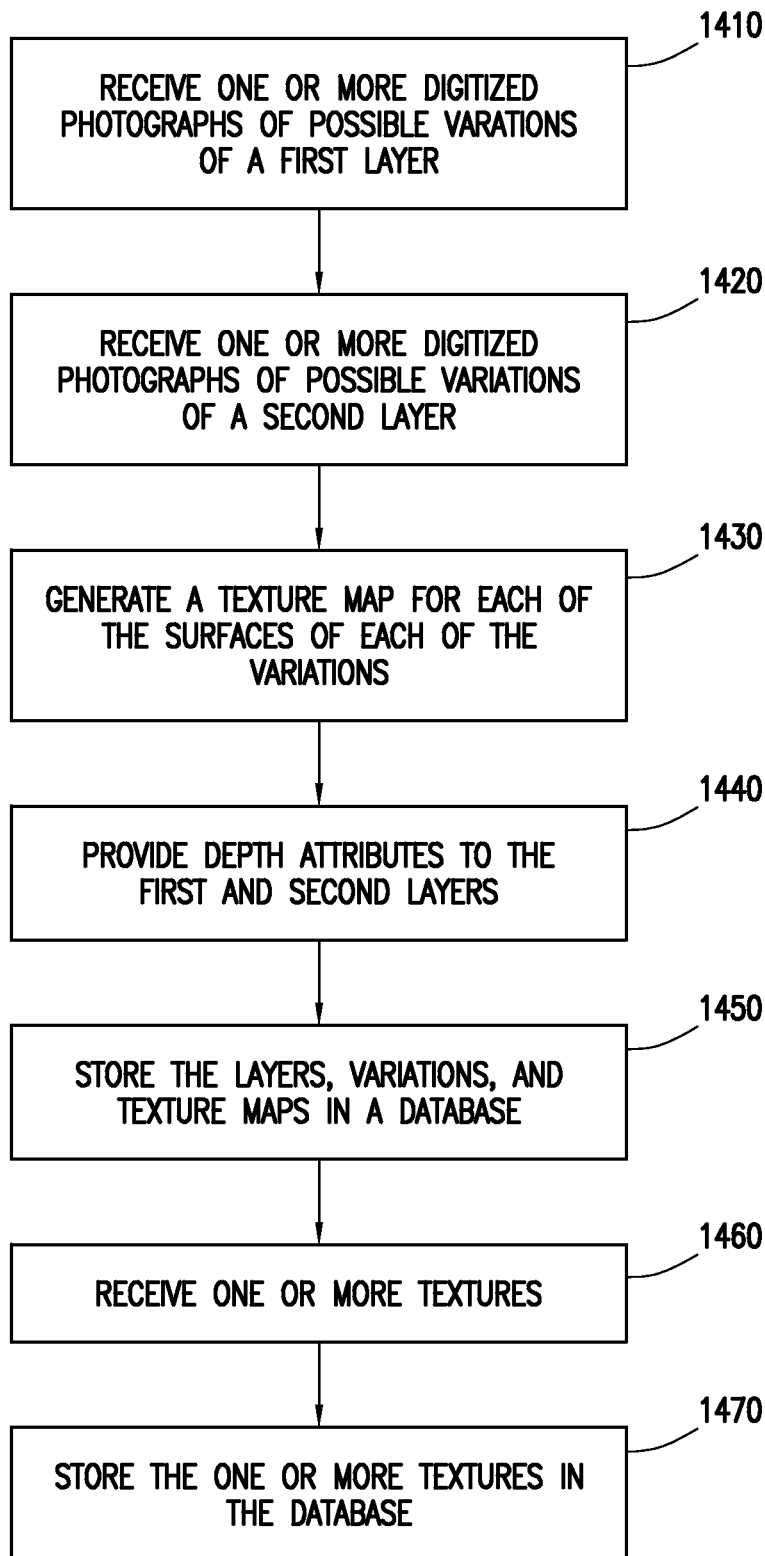 1410
RECEIVE ONE OR MORE DIGITIZED
PHOTOGRAPHS OF POSSIBLE VARATIONS
OF A FIRST LAYER
1420
RECEIVE ONE OR MORE DIGITIZED
PHOTOGRAPHS OF POSSIBLE VARIATIONS
OF A SECOND LAYER
1430
GENERATE A TEXTURE MAP FOR EACH OF
THE SURFACES OF EACH OF THE
VARIATIONS
1440
PROVIDE DEPTH ATTRIBUTES TO THE
FIRST AND SECOND LAYERS
1450
STORE THE LAYERS, VARIATIONS, AND
TEXTURE MAPS IN A DATABASE
1460
RECEIVE ONE OR MORE TEXTURES
1470
STORE THE ONE OR MORE TEXTURES IN
THE DATABASE